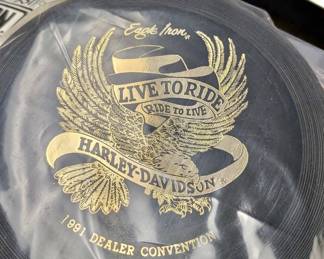 Eagle Iron
LIVE TO RIDE
RIDE TO LIVE
HARLEY-DAVIDSON
1991 DEALER CONVENTION